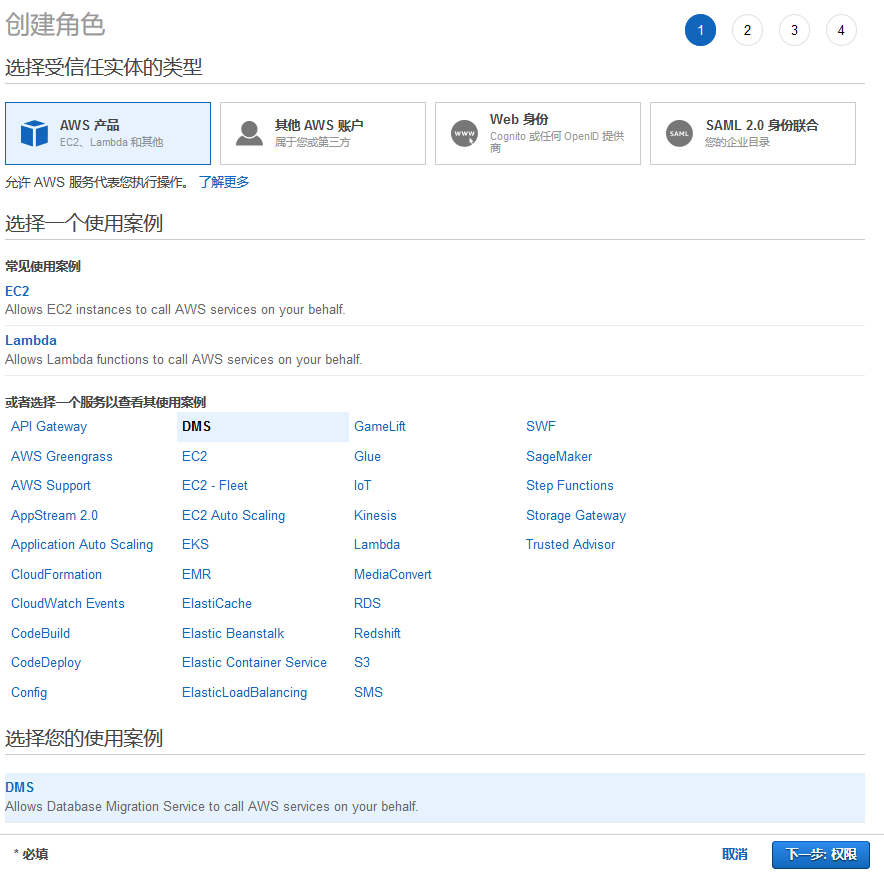 创建角色
1 2 3 4
选择受信任实体的类型
AWS 产品
EC2、Lambda 和其他
其他 AWS 账户
属于您或第三方
WWW
Web 身份
Cognito 或任何 OpenID 提供
商
SAML
SAML 2.0 身份联合
您的企业目录
允许 AWS 服务代表您执行操作。 了解更多
选择一个使用案例
常见使用案例
EC2
Allows EC2 instances to call AWS services on your behalf.
Lambda
Allows Lambda functions to call AWS services on your behalf.
或者选择一个服务以查看其使用案例
API Gateway DMS GameLift SWF
AWS Greengrass EC2 Glue SageMaker
AWS Support EC2 - Fleet IoT Step Functions
AppStream 2.0 EC2 Auto Scaling Kinesis Storage Gateway
Application Auto Scaling EKS Lambda Trusted Advisor
CloudFormation EMR MediaConvert
CloudWatch Events ElastiCache RDS
CodeBuild Elastic Beanstalk Redshift
CodeDeploy Elastic Container Service S3
Config ElasticLoadBalancing SMS
选择您的使用案例
DMS
Allows Database Migration Service to call AWS services on your behalf.
* 必填 取消 下一步: 权限